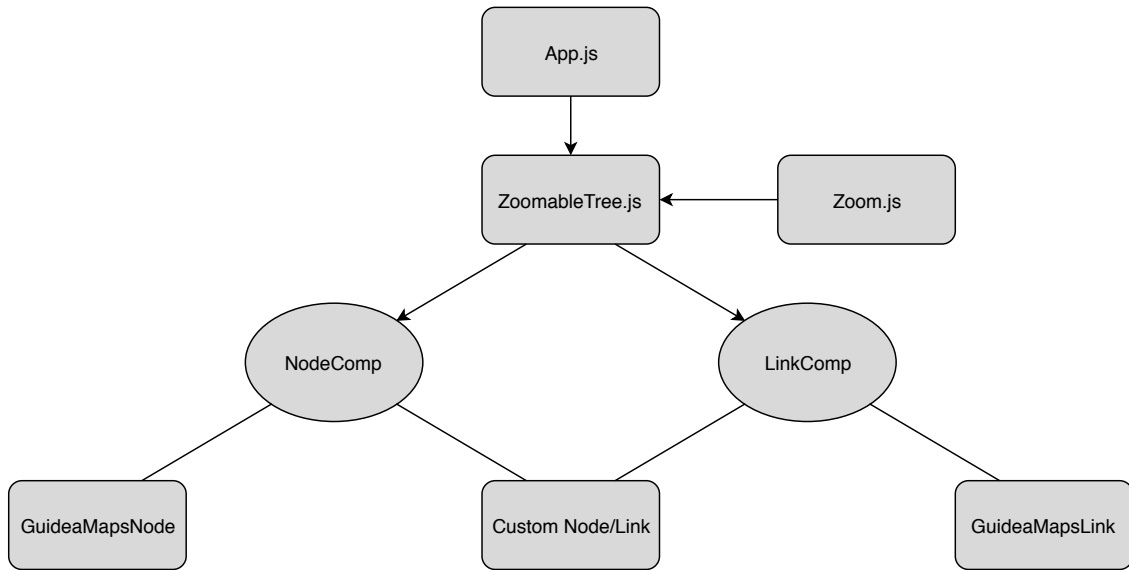 App.js
ZoomableTree.js
Zoom.js
NodeComp
LinkComp
GuideaMapsNode
Custom Node/Link
GuideaMapsLink